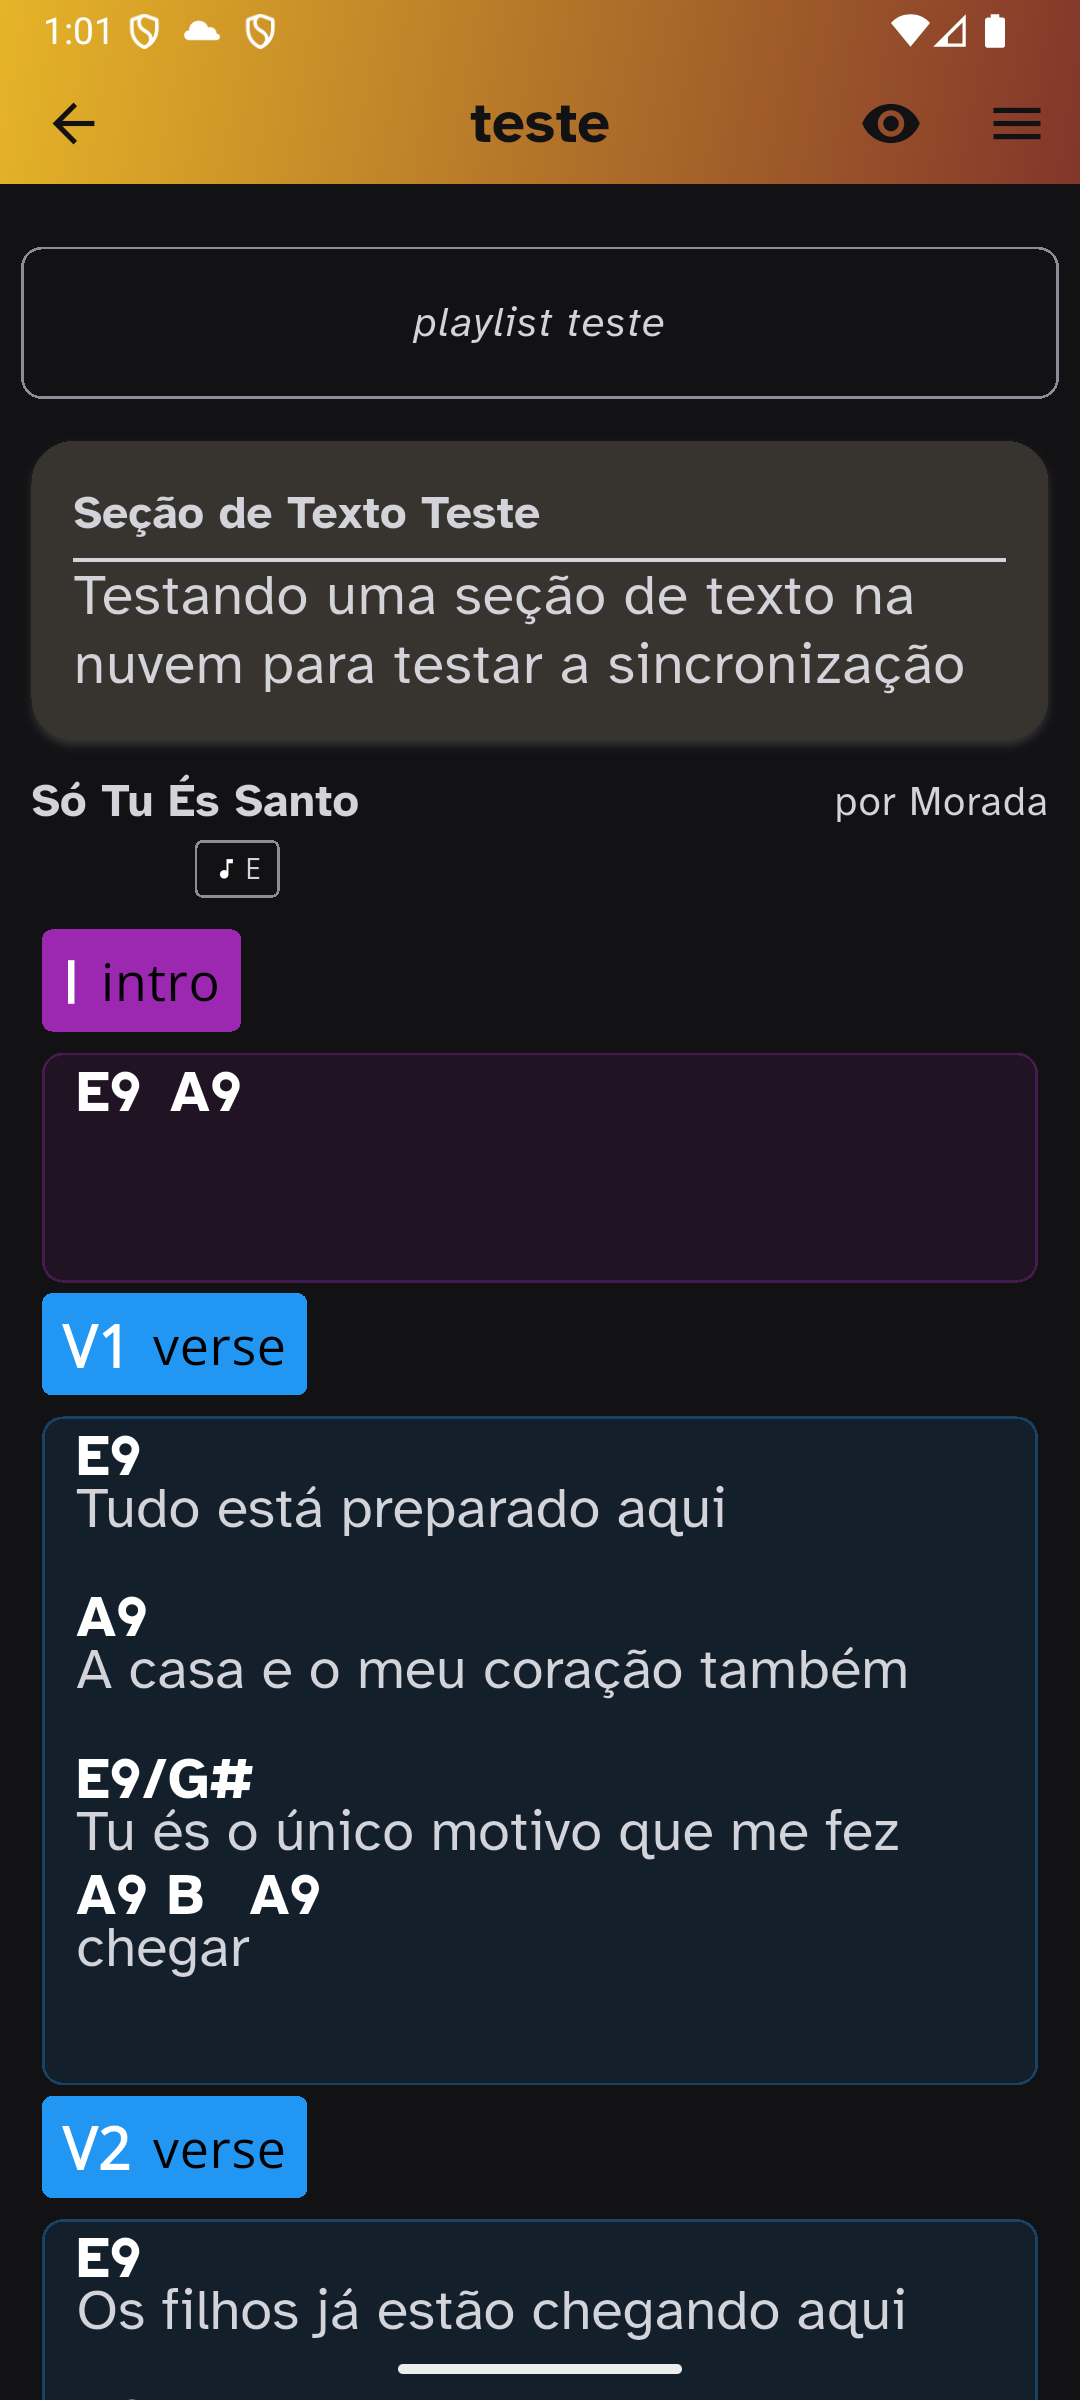 1:01
teste
playlist teste
Seção de Texto Teste
Testando uma seção de texto na
nuvem para testar a sincronização
Só Tu És Santo
por Morada
E
I intro
E9 A9
V1 verse
E9
Tudo está preparado aqui
A9
A casa e o meu coração também
E9/G#
Tu és o único motivo que me fez
A9 B A9
chegar
V2 verse
E9
Os filhos já estão chegando aqui